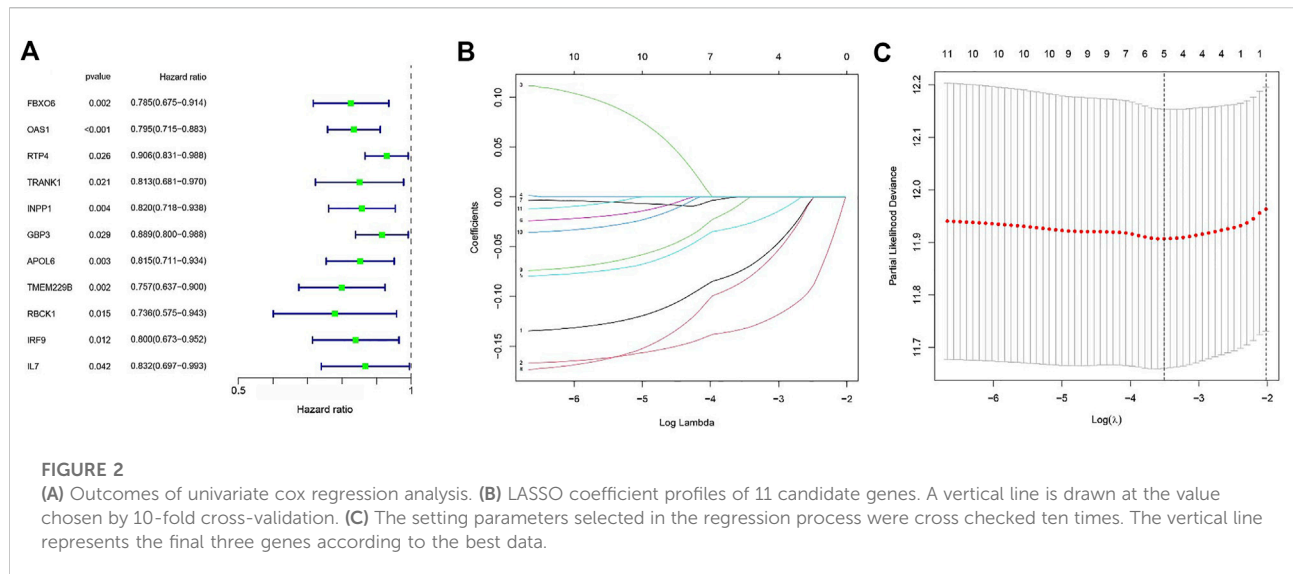 A
pvalue Hazard ratio
FBXO6 0.002 0.785(0.675−0.914)
OAS1 <0.001 0.795(0.715−0.883)
RTP4 0.026 0.906(0.831−0.988)
TRANK1 0.021 0.813(0.681−0.970)
INPP1 0.004 0.820(0.718−0.938)
GBP3 0.029 0.889(0.800−0.988)
APOL6 0.003 0.815(0.711−0.934)
TMEM229B 0.002 0.757(0.637−0.900)
RBCK1 0.015 0.736(0.575−0.943)
IRF9 0.012 0.800(0.673−0.952)
IL7 0.042 0.832(0.697−0.993)
0.5 1
Hazard ratio
B
10 10 7 4 0
0.10
0.05
0.00
−0.05
−0.10
−0.15
Coefficients
3
4
7
11
10
1
2
−6 −5 −4 −3 −2
Log Lambda
C
11 10 10 10 10 10 9 9 9 7 6 5 4 4 4 1 1
12.2
12.1
12.0
11.9
11.8
11.7
Partial Likelihood Deviance
−6 −5 −4 −3 −2
Log(λ)
FIGURE 2
(A) Outcomes of univariate cox regression analysis. (B) LASSO coefficient profiles of 11 candidate genes. A vertical line is drawn at the value
chosen by 10-fold cross-validation. (C) The setting parameters selected in the regression process were cross checked ten times. The vertical line
represents the final three genes according to the best data.